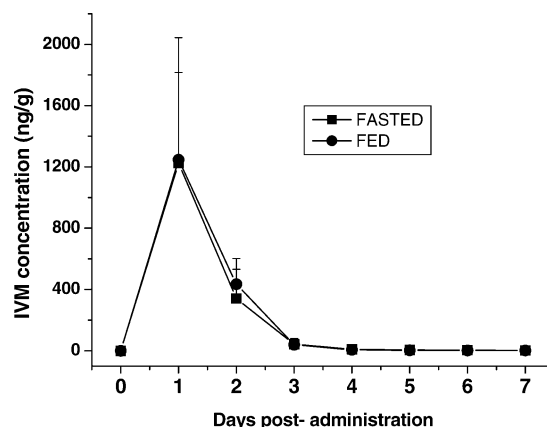 IVM concentration (ng/g)
2000
1600
1200
800
400
0
FASTED
FED
0 1 2 3 4 5 6 7
Days post- administration